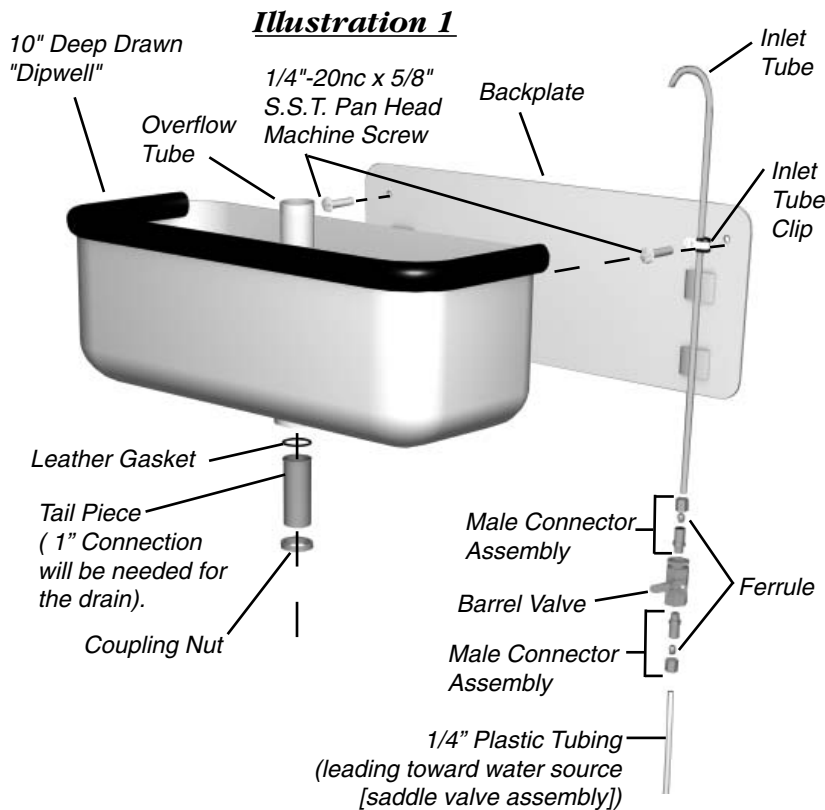 Illustration 1
10" Deep Drawn
"Dipwell"
Overflow
Tube
1/4"-20nc x 5/8"
S.S.T. Pan Head
Machine Screw
Backplate
Inlet
Tube
Inlet
Tube
Clip
Leather Gasket
Tail Piece
( 1” Connection
will be needed for
the drain).
Coupling Nut
Male Connector
Assembly
Barrel Valve
Ferrule
Male Connector
Assembly
1/4” Plastic Tubing
(leading toward water source
[saddle valve assembly])